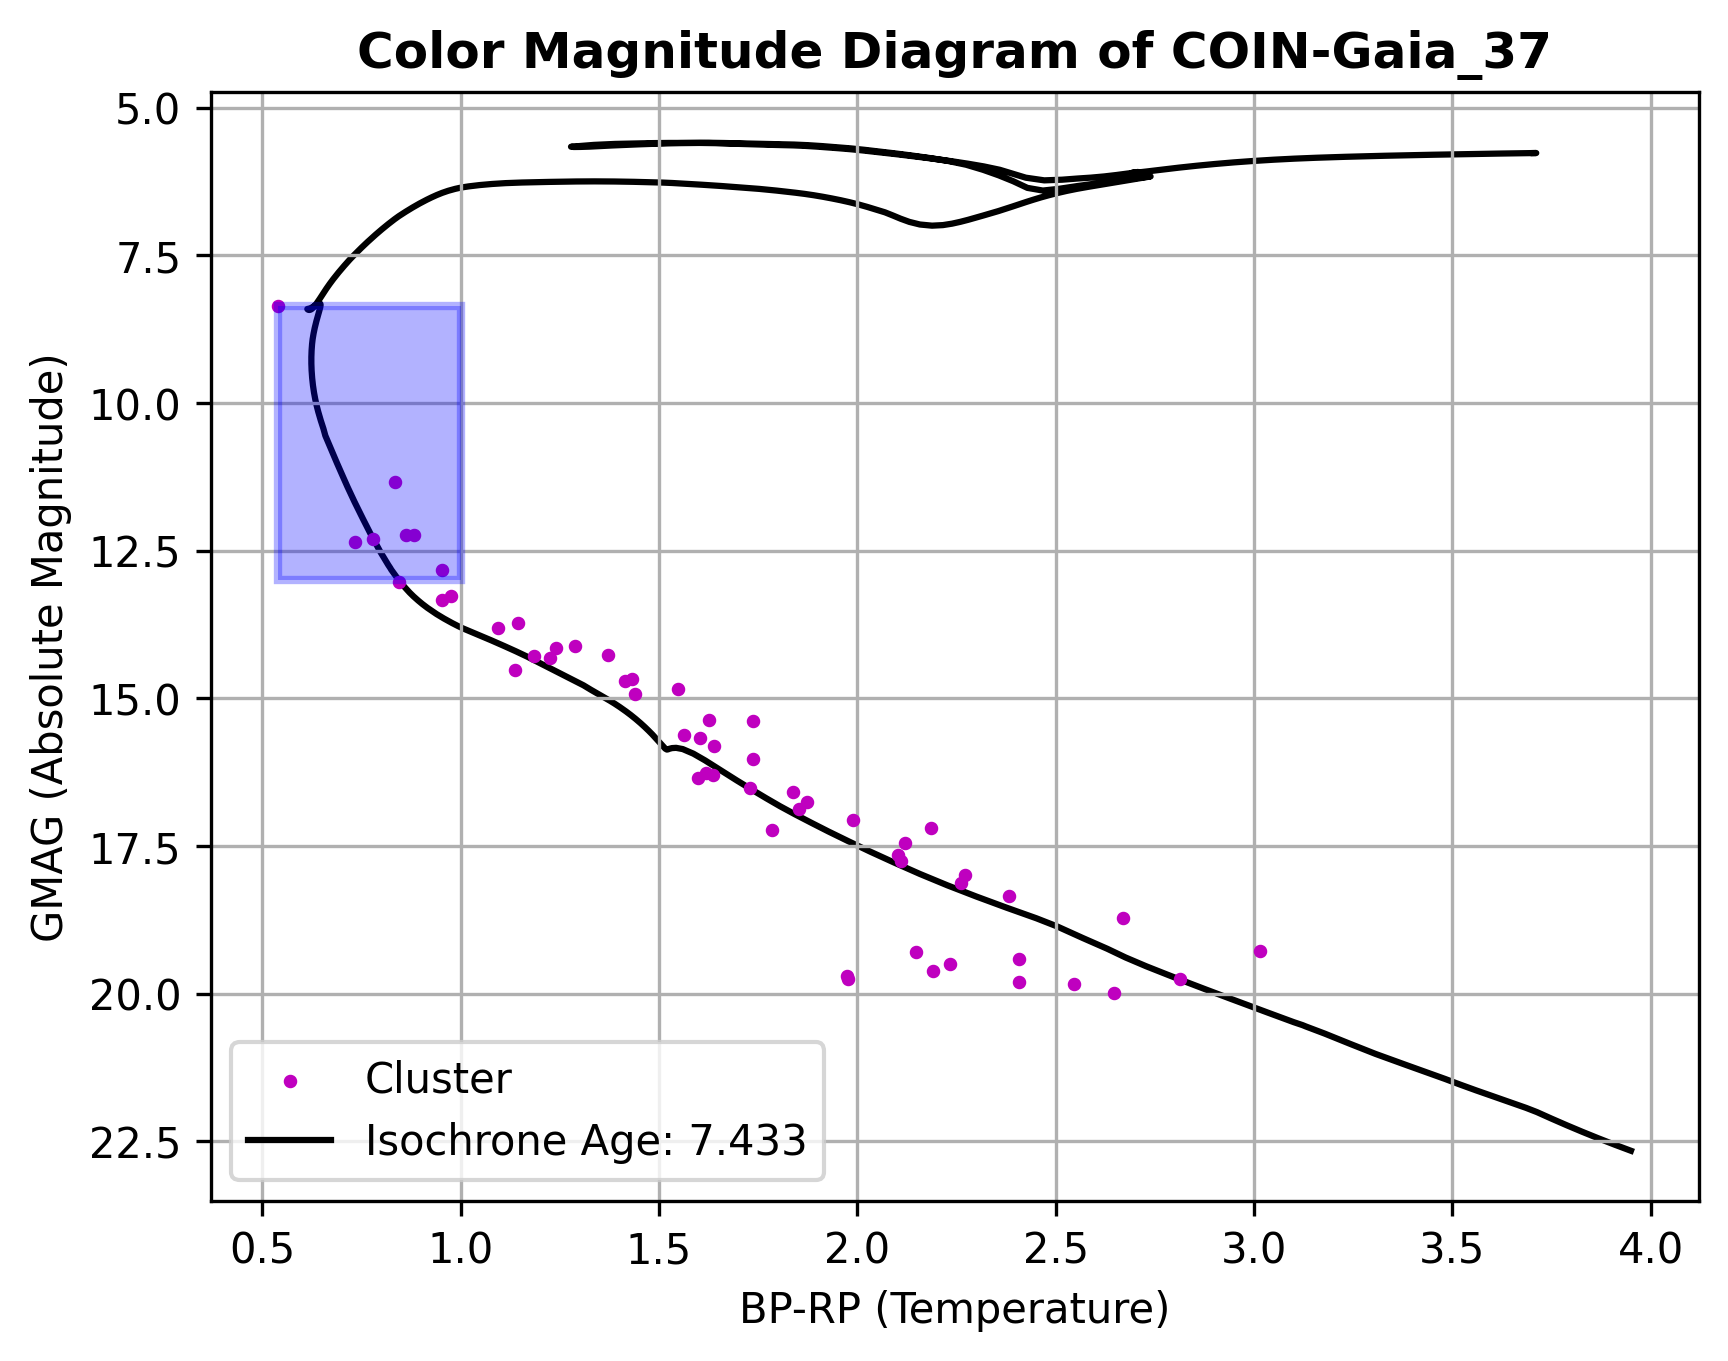 Color Magnitude Diagram of COIN-Gaia_37
GMAG (Absolute Magnitude)
5.0
7.5
10.0
12.5
15.0
17.5
20.0
22.5
Cluster
Isochrone Age: 7.433
0.5 1.0 1.5 2.0 2.5 3.0 3.5 4.0
BP-RP (Temperature)